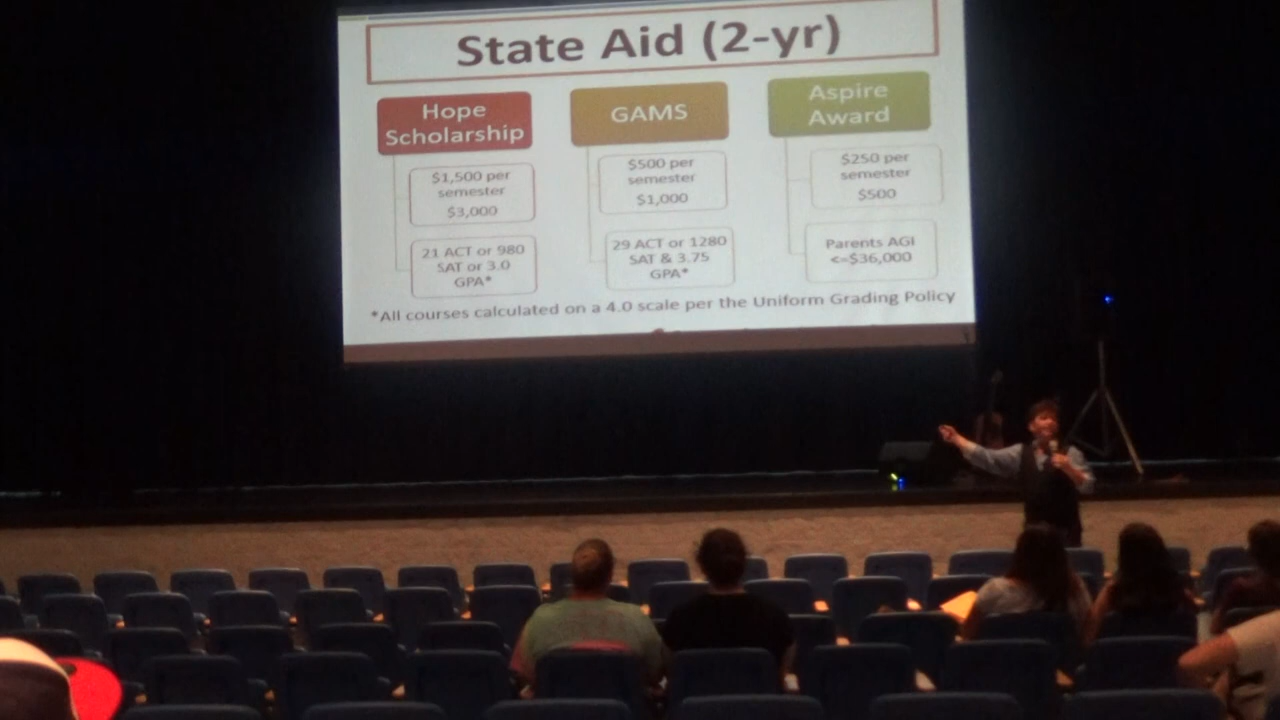 State Aid (2-yr)
Hope
Scholarship
$1,500 per
semester
$3,000
21 ACT or 980
SAT or 3.0
GPA*
GAMS
$500 per
semester
$1,000
29 ACT or 1280
SAT & 3.75
GPA*
Aspire
Award
$250 per
semester
$500
Parents AGI
<=$36,000
*All courses calculated on a 4.0 scale per the Uniform Grading Policy